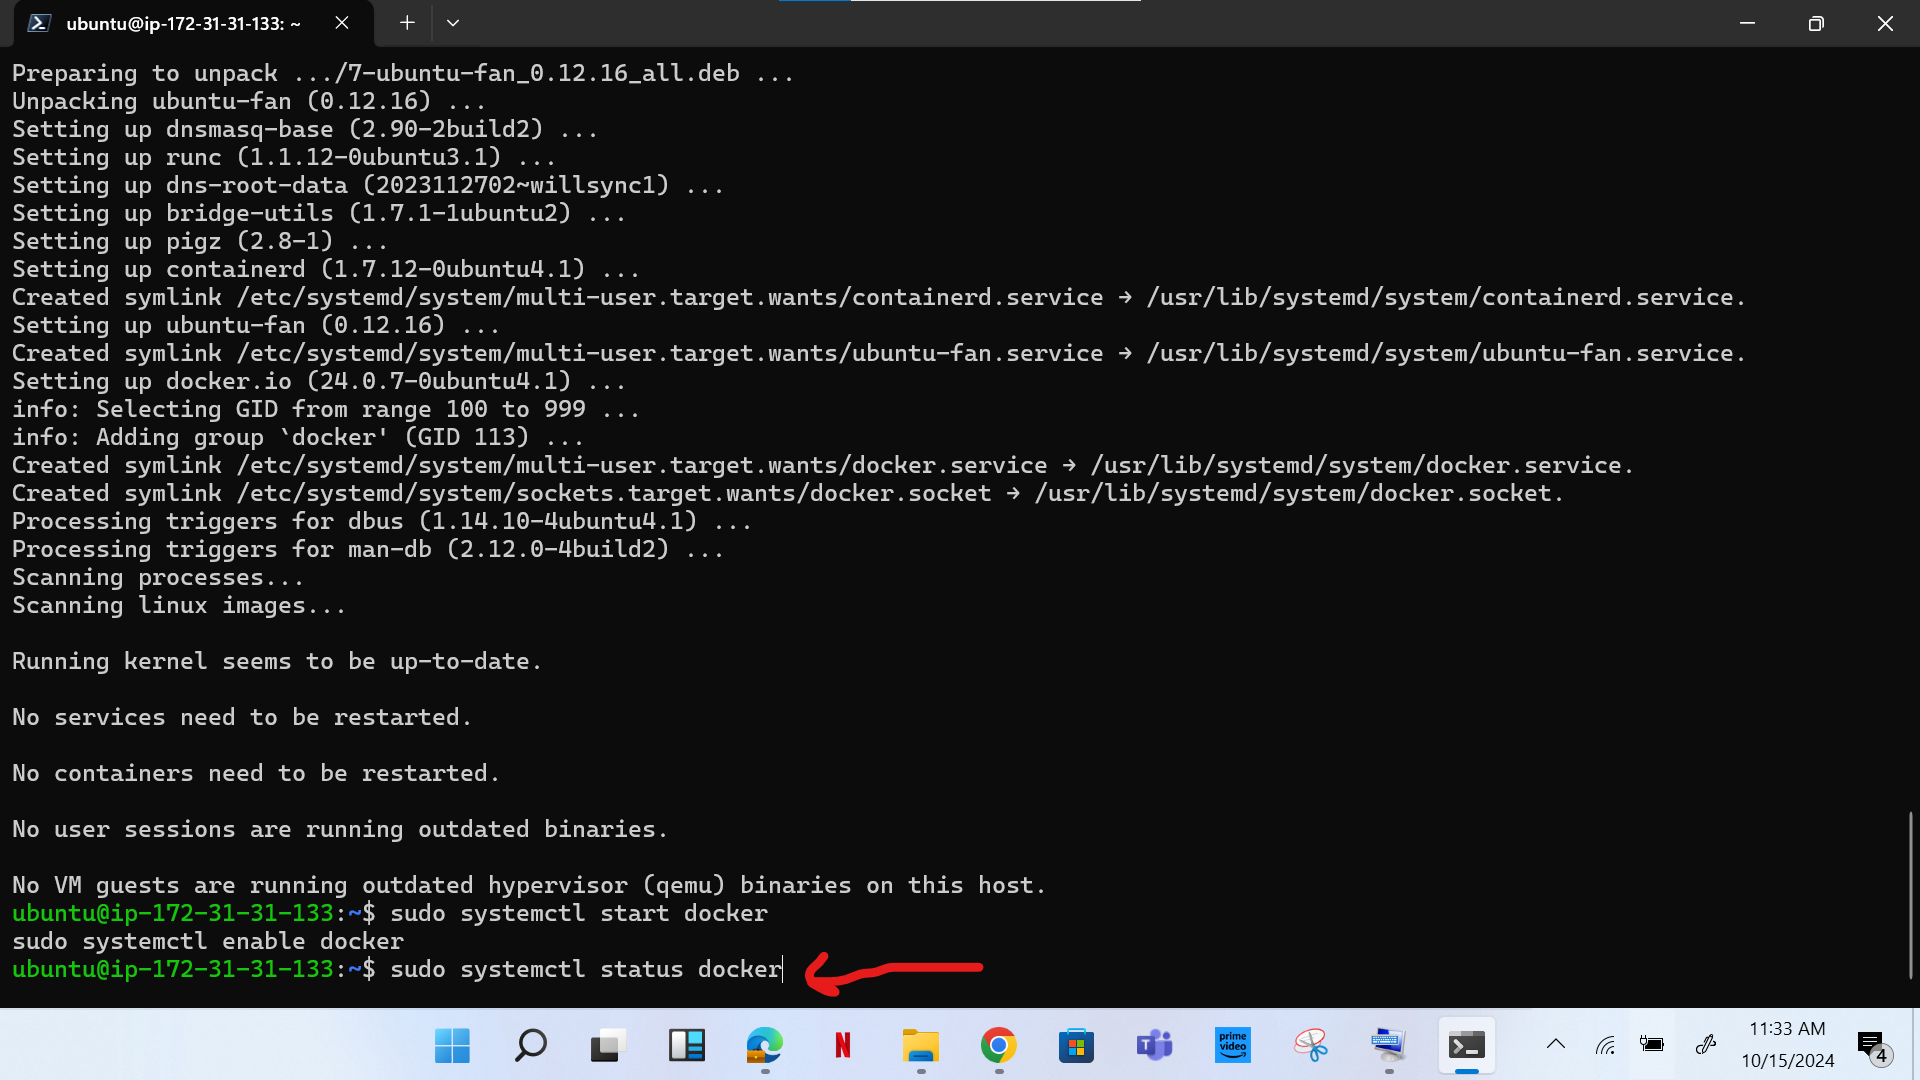 ubuntu@ip-172-31-31-133: ~
Preparing to unpack .../7-ubuntu-fan_0.12.16_all.deb ...
Unpacking ubuntu-fan (0.12.16) ...
Setting up dnsmasq-base (2.90-2build2) ...
Setting up runc (1.1.12-0ubuntu3.1) ...
Setting up dns-root-data (2023112702~willsync1) ...
Setting up bridge-utils (1.7.1-1ubuntu2) ...
Setting up pigz (2.8-1) ...
Setting up containerd (1.7.12-0ubuntu4.1) ...
Created symlink /etc/systemd/system/multi-user.target.wants/containerd.service → /usr/lib/systemd/system/containerd.service.
Setting up ubuntu-fan (0.12.16) ...
Created symlink /etc/systemd/system/multi-user.target.wants/ubuntu-fan.service → /usr/lib/systemd/system/ubuntu-fan.service.
Setting up docker.io (24.0.7-0ubuntu4.1) ...
info: Selecting GID from range 100 to 999 ...
info: Adding group `docker' (GID 113) ...
Created symlink /etc/systemd/system/multi-user.target.wants/docker.service → /usr/lib/systemd/system/docker.service.
Created symlink /etc/systemd/system/sockets.target.wants/docker.socket → /usr/lib/systemd/system/docker.socket.
Processing triggers for dbus (1.14.10-4ubuntu4.1) ...
Processing triggers for man-db (2.12.0-4build2) ...
Scanning processes...
Scanning linux images...
Running kernel seems to be up-to-date.
No services need to be restarted.
No containers need to be restarted.
No user sessions are running outdated binaries.
No VM guests are running outdated hypervisor (qemu) binaries on this host.
ubuntu@ip-172-31-31-133:~$ sudo systemctl start docker
sudo systemctl enable docker
ubuntu@ip-172-31-31-133:~$ sudo systemctl status docker
N
T
prime video
11:33 AM
10/15/2024
4